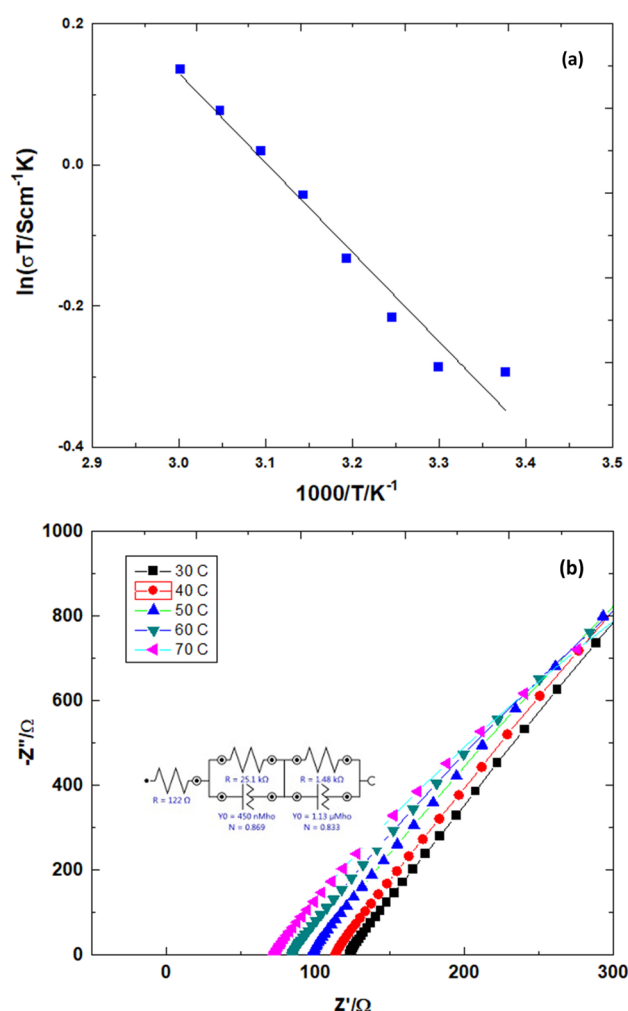 0.2
(a)
0.0
-0.2
-0.4
ln(σT/Scm⁻¹K)
2.9 3.0 3.1 3.2 3.3 3.4 3.5
1000/T/K⁻¹
1000
(b)
30 C
40 C
50 C
60 C
70 C
800
600
-Z''/Ω
400
R = 25.1 kΩ R = 1.48 kΩ
R = 122 Ω
Y0 = 450 nMho Y0 = 1.13 µMho
N = 0.869 N = 0.833
200
0
0 100 200 300
Z'/Ω